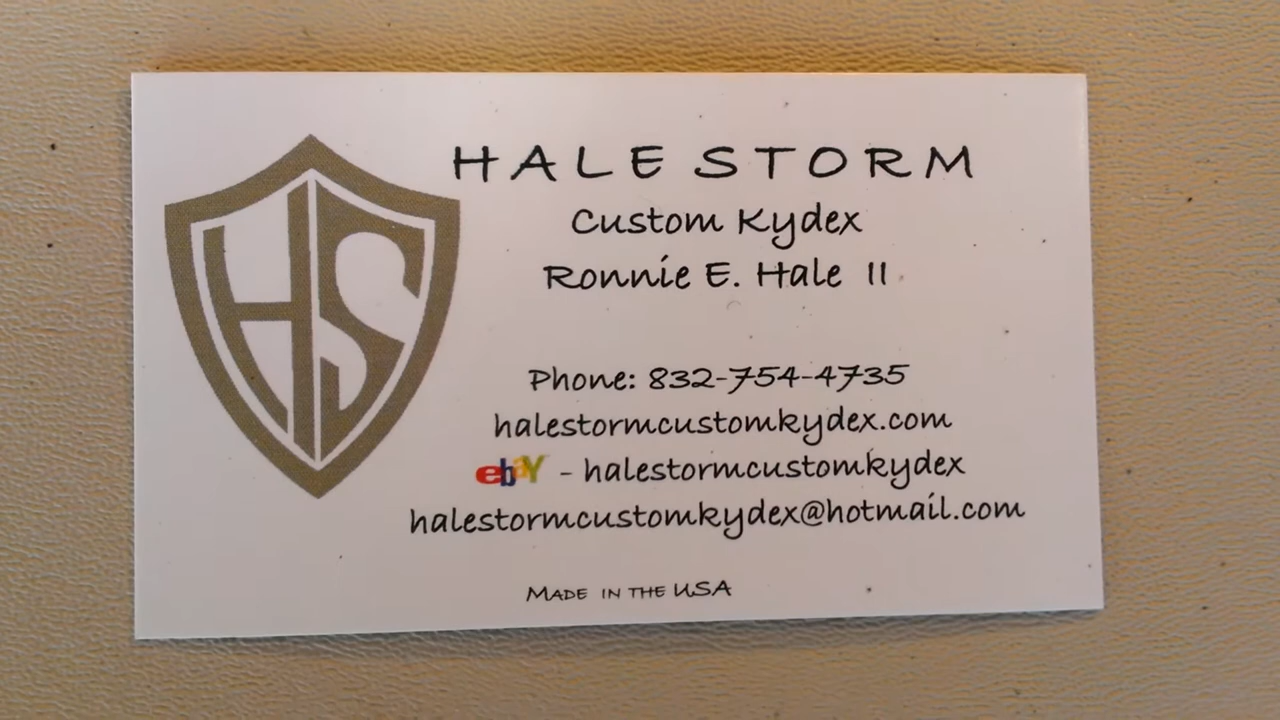 HS
HALE STORM
Custom Kydex
Ronnie E. Hale II
Phone: 832-754-4735
halestormcustomkydex.com
ebay - halestormcustomkydex
halestormcustomkydex@hotmail.com
MADE IN THE USA